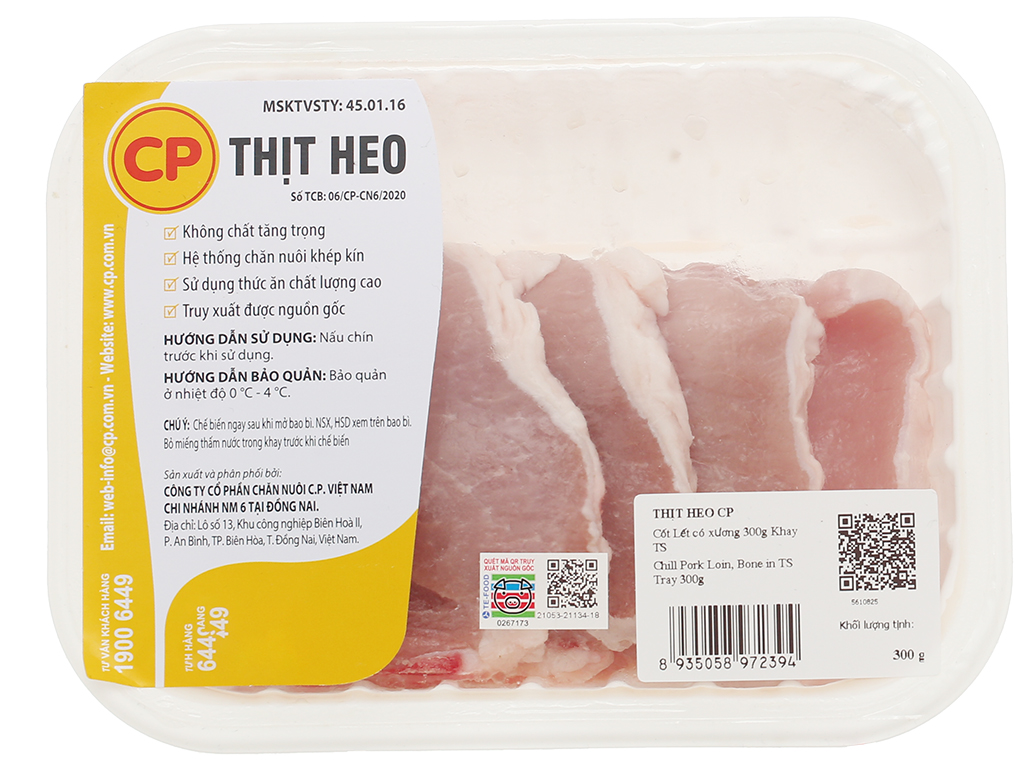 MSKTVSTY: 45.01.16
CP
THỊT HEO
Số TCB: 06/CP-CN6/2020
Không chất tăng trọng
Hệ thống chăn nuôi khép kín
Sử dụng thức ăn chất lượng cao
Truy xuất được nguồn gốc
HƯỚNG DẪN SỬ DỤNG: Nấu chín
trước khi sử dụng.
HƯỚNG DẪN BẢO QUẢN: Bảo quản
ở nhiệt độ 0 °C - 4 °C.
CHÚ Ý: Chế biến ngay sau khi mở bao bì. NSX, HSD xem trên bao bì.
Bỏ miếng thấm nước trong khay trước khi chế biến
Sản xuất và phân phối bởi:
CÔNG TY CỔ PHẦN CHĂN NUÔI C.P. VIỆT NAM
CHI NHÁNH NM 6 TẠI ĐỒNG NAI.
Địa chỉ: Lô số 13, Khu công nghiệp Biên Hoà II,
P. An Bình, TP. Biên Hòa, T. Đồng Nai, Việt Nam.
Email: web-info@cp.com.vn - Website: www.cp.com.vn
TƯ VẤN KHÁCH HÀNG
1900 6449
QUÉT MÃ QR TRUY
XUẤT NGUỒN GỐC
TE-FOOD
21053-21134-18
0267173
THỊT HEO CP
Cốt Lết có xương 300g Khay
TS
Chill Pork Loin, Bone in TS
Tray 300g
5610825
Khối lượng tịnh:
300 g
8 935058 972394